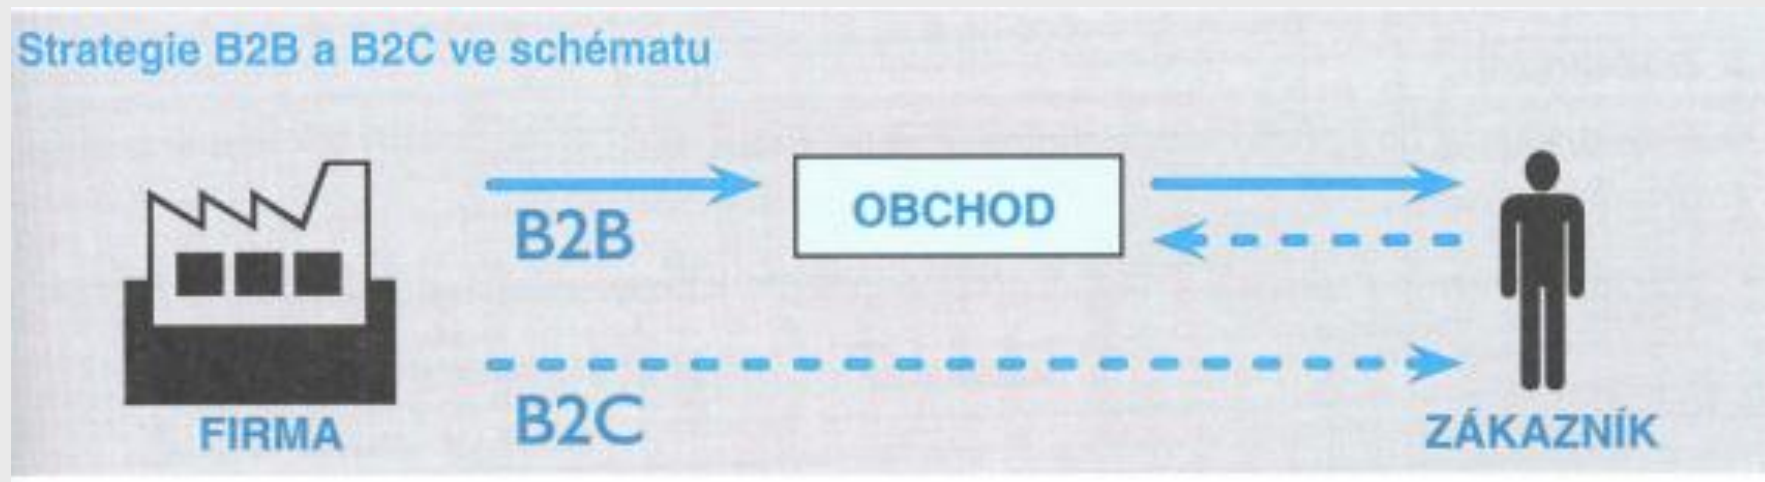 Strategie B2B a B2C ve schématu
OBCHOD
B2B
B2C
FIRMA
ZÁKAZNÍK